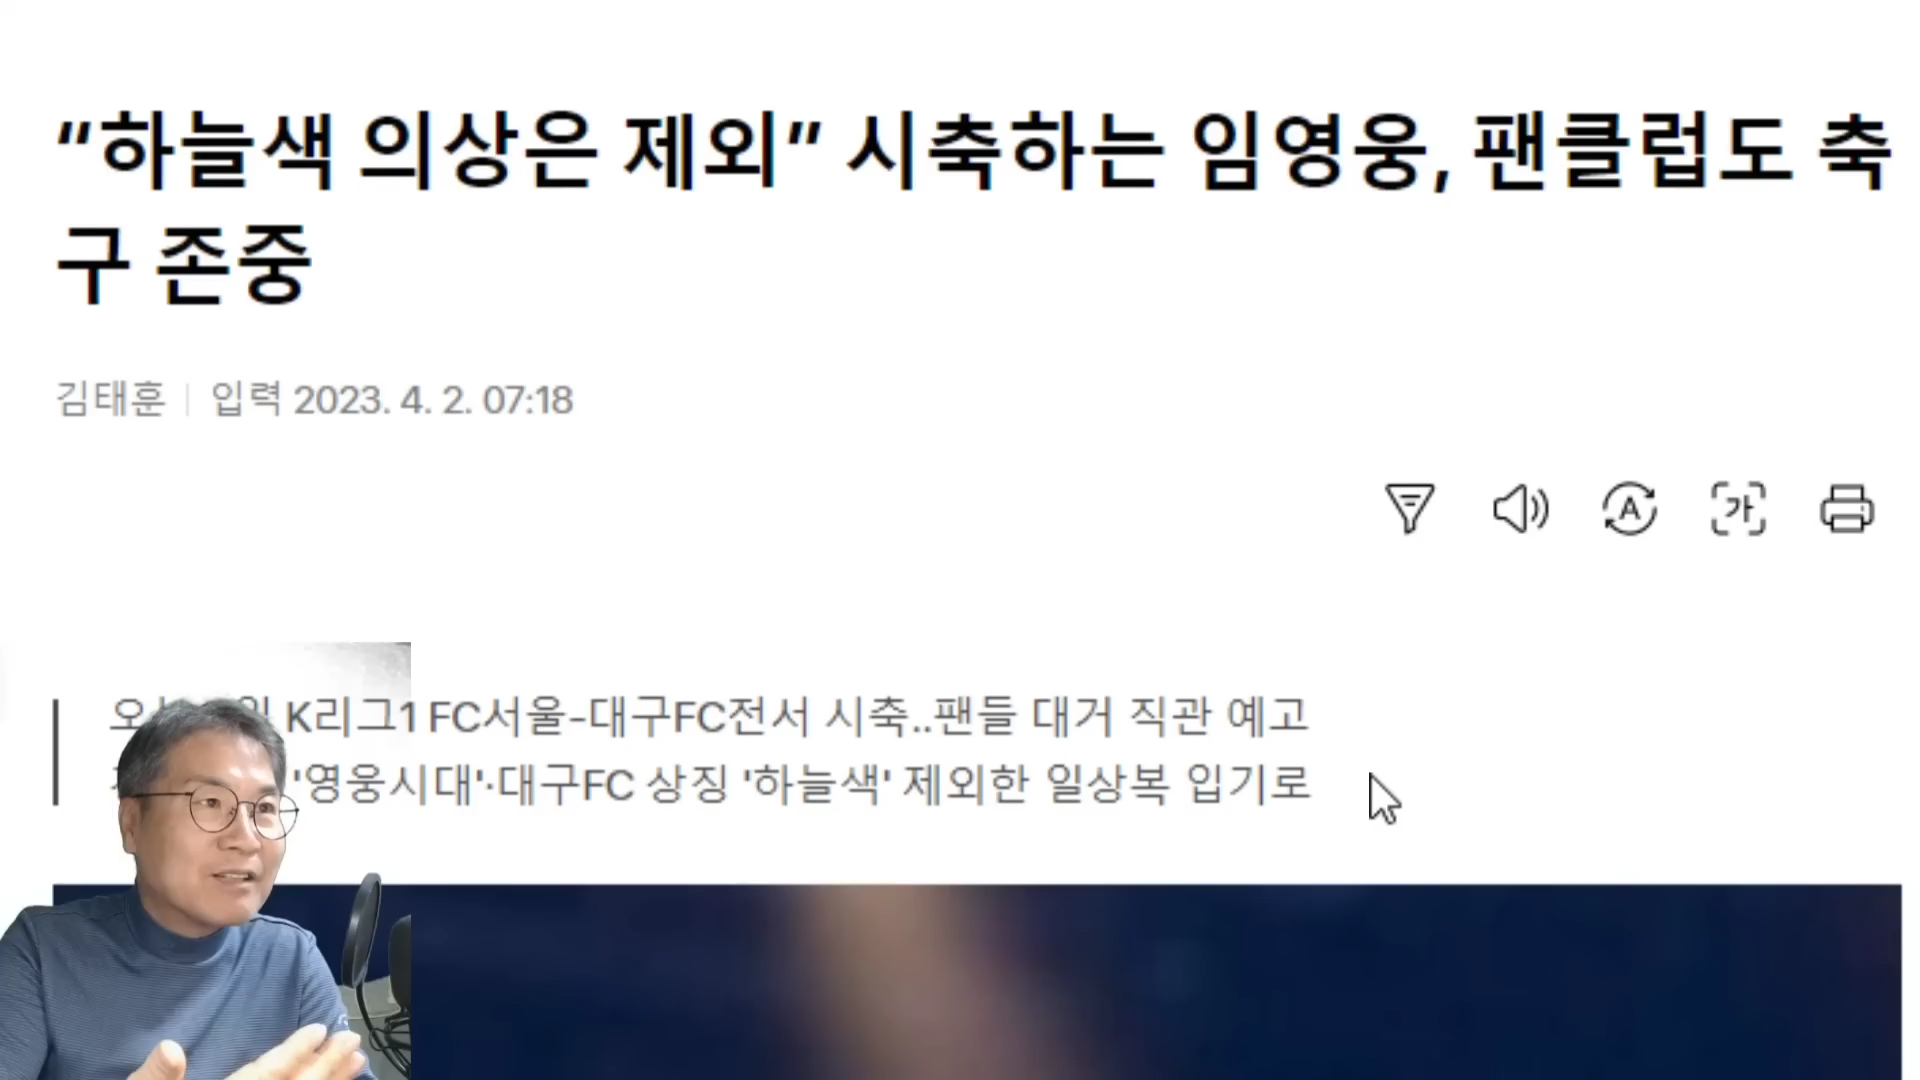 “하늘색 의상은 제외” 시축하는 임영웅, 팬클럽도 축
구 존중
김태훈 | 입력 2023. 4. 2. 07:18
A 가
K리그1 FC서울-대구FC전서 시축..팬들 대거 직관 예고
'영웅시대'·대구FC 상징 '하늘색' 제외한 일상복 입기로